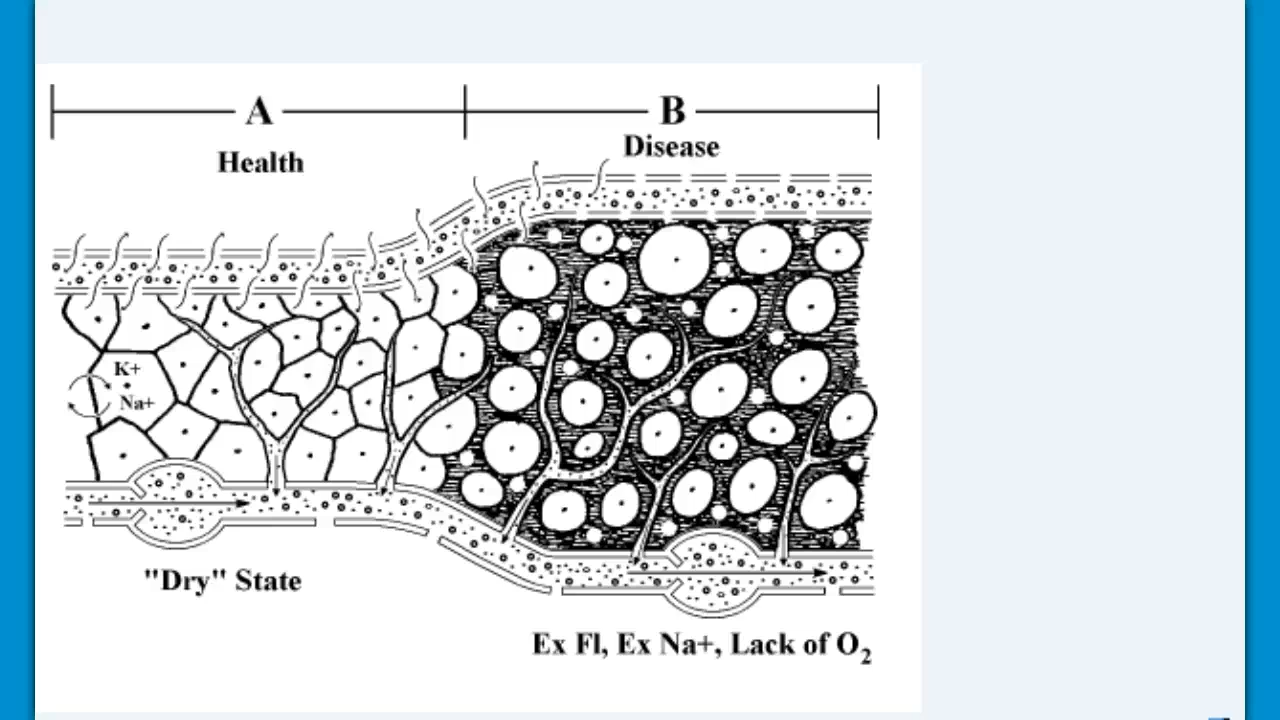 A
B
Health
Disease
K+
Na+
"Dry" State
Ex Fl, Ex Na+, Lack of O2